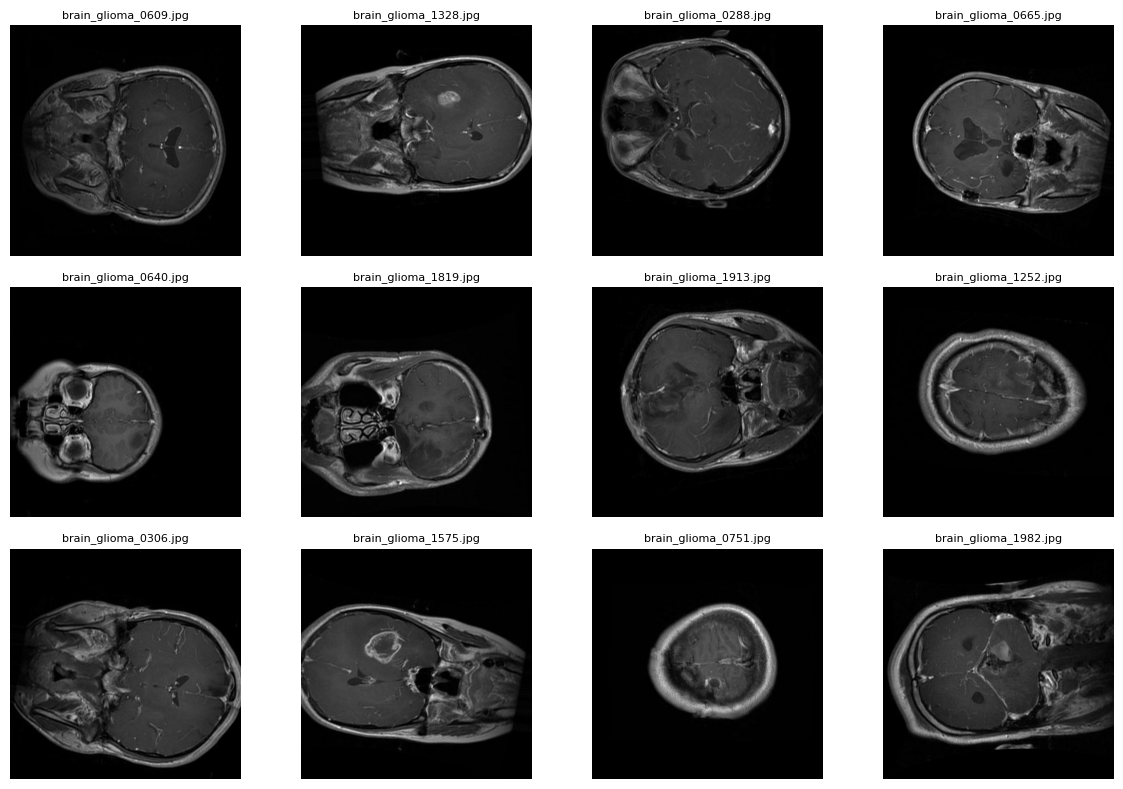 brain_glioma_0609.jpg
brain_glioma_1328.jpg
brain_glioma_0288.jpg
brain_glioma_0665.jpg
brain_glioma_0640.jpg
brain_glioma_1819.jpg
brain_glioma_1913.jpg
brain_glioma_1252.jpg
brain_glioma_0306.jpg
brain_glioma_1575.jpg
brain_glioma_0751.jpg
brain_glioma_1982.jpg